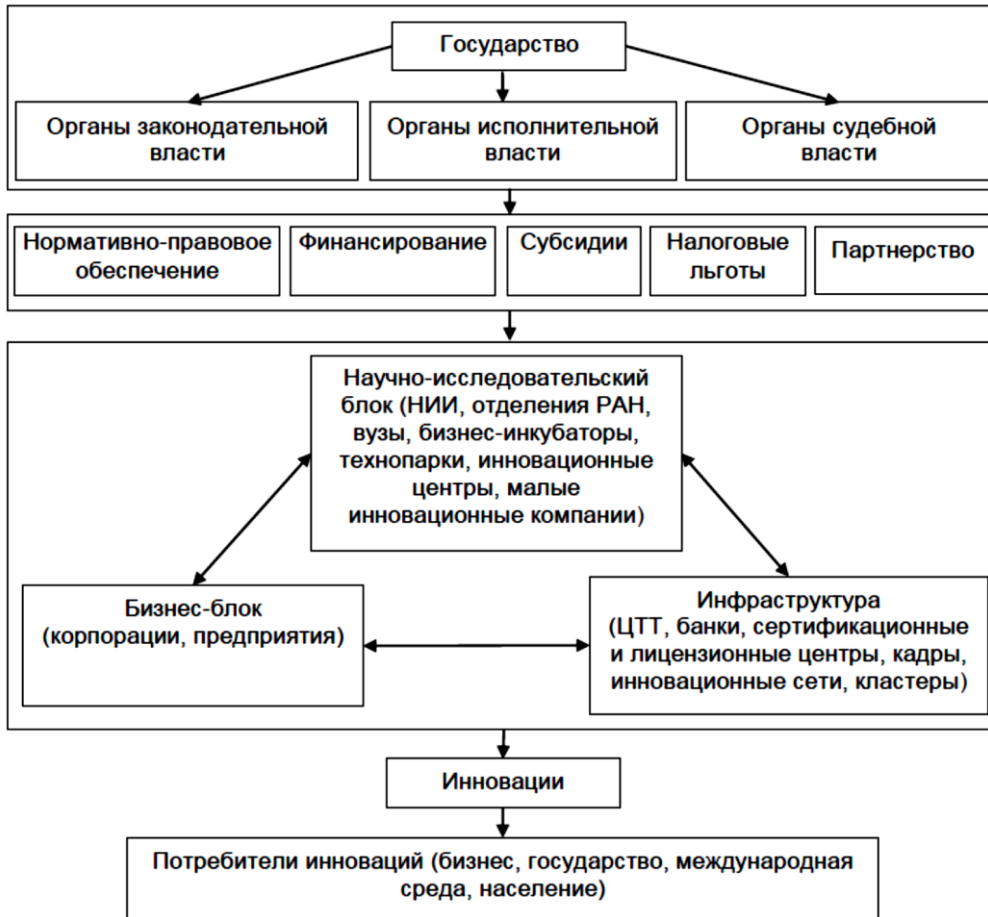 Государство
Органы законодательной
власти
Органы исполнительной
власти
Органы судебной
власти
Нормативно-правовое
обеспечение
Финансирование
Субсидии
Налоговые
льготы
Партнерство
Научно-исследовательский
блок (НИИ, отделения РАН,
вузы, бизнес-инкубаторы,
технопарки, инновационные
центры, малые
инновационные компании)
Бизнес-блок
(корпорации, предприятия)
Инфраструктура
(ЦТТ, банки, сертификационные
и лицензионные центры, кадры,
инновационные сети, кластеры)
Инновации
Потребители инноваций (бизнес, государство, международная
среда, население)